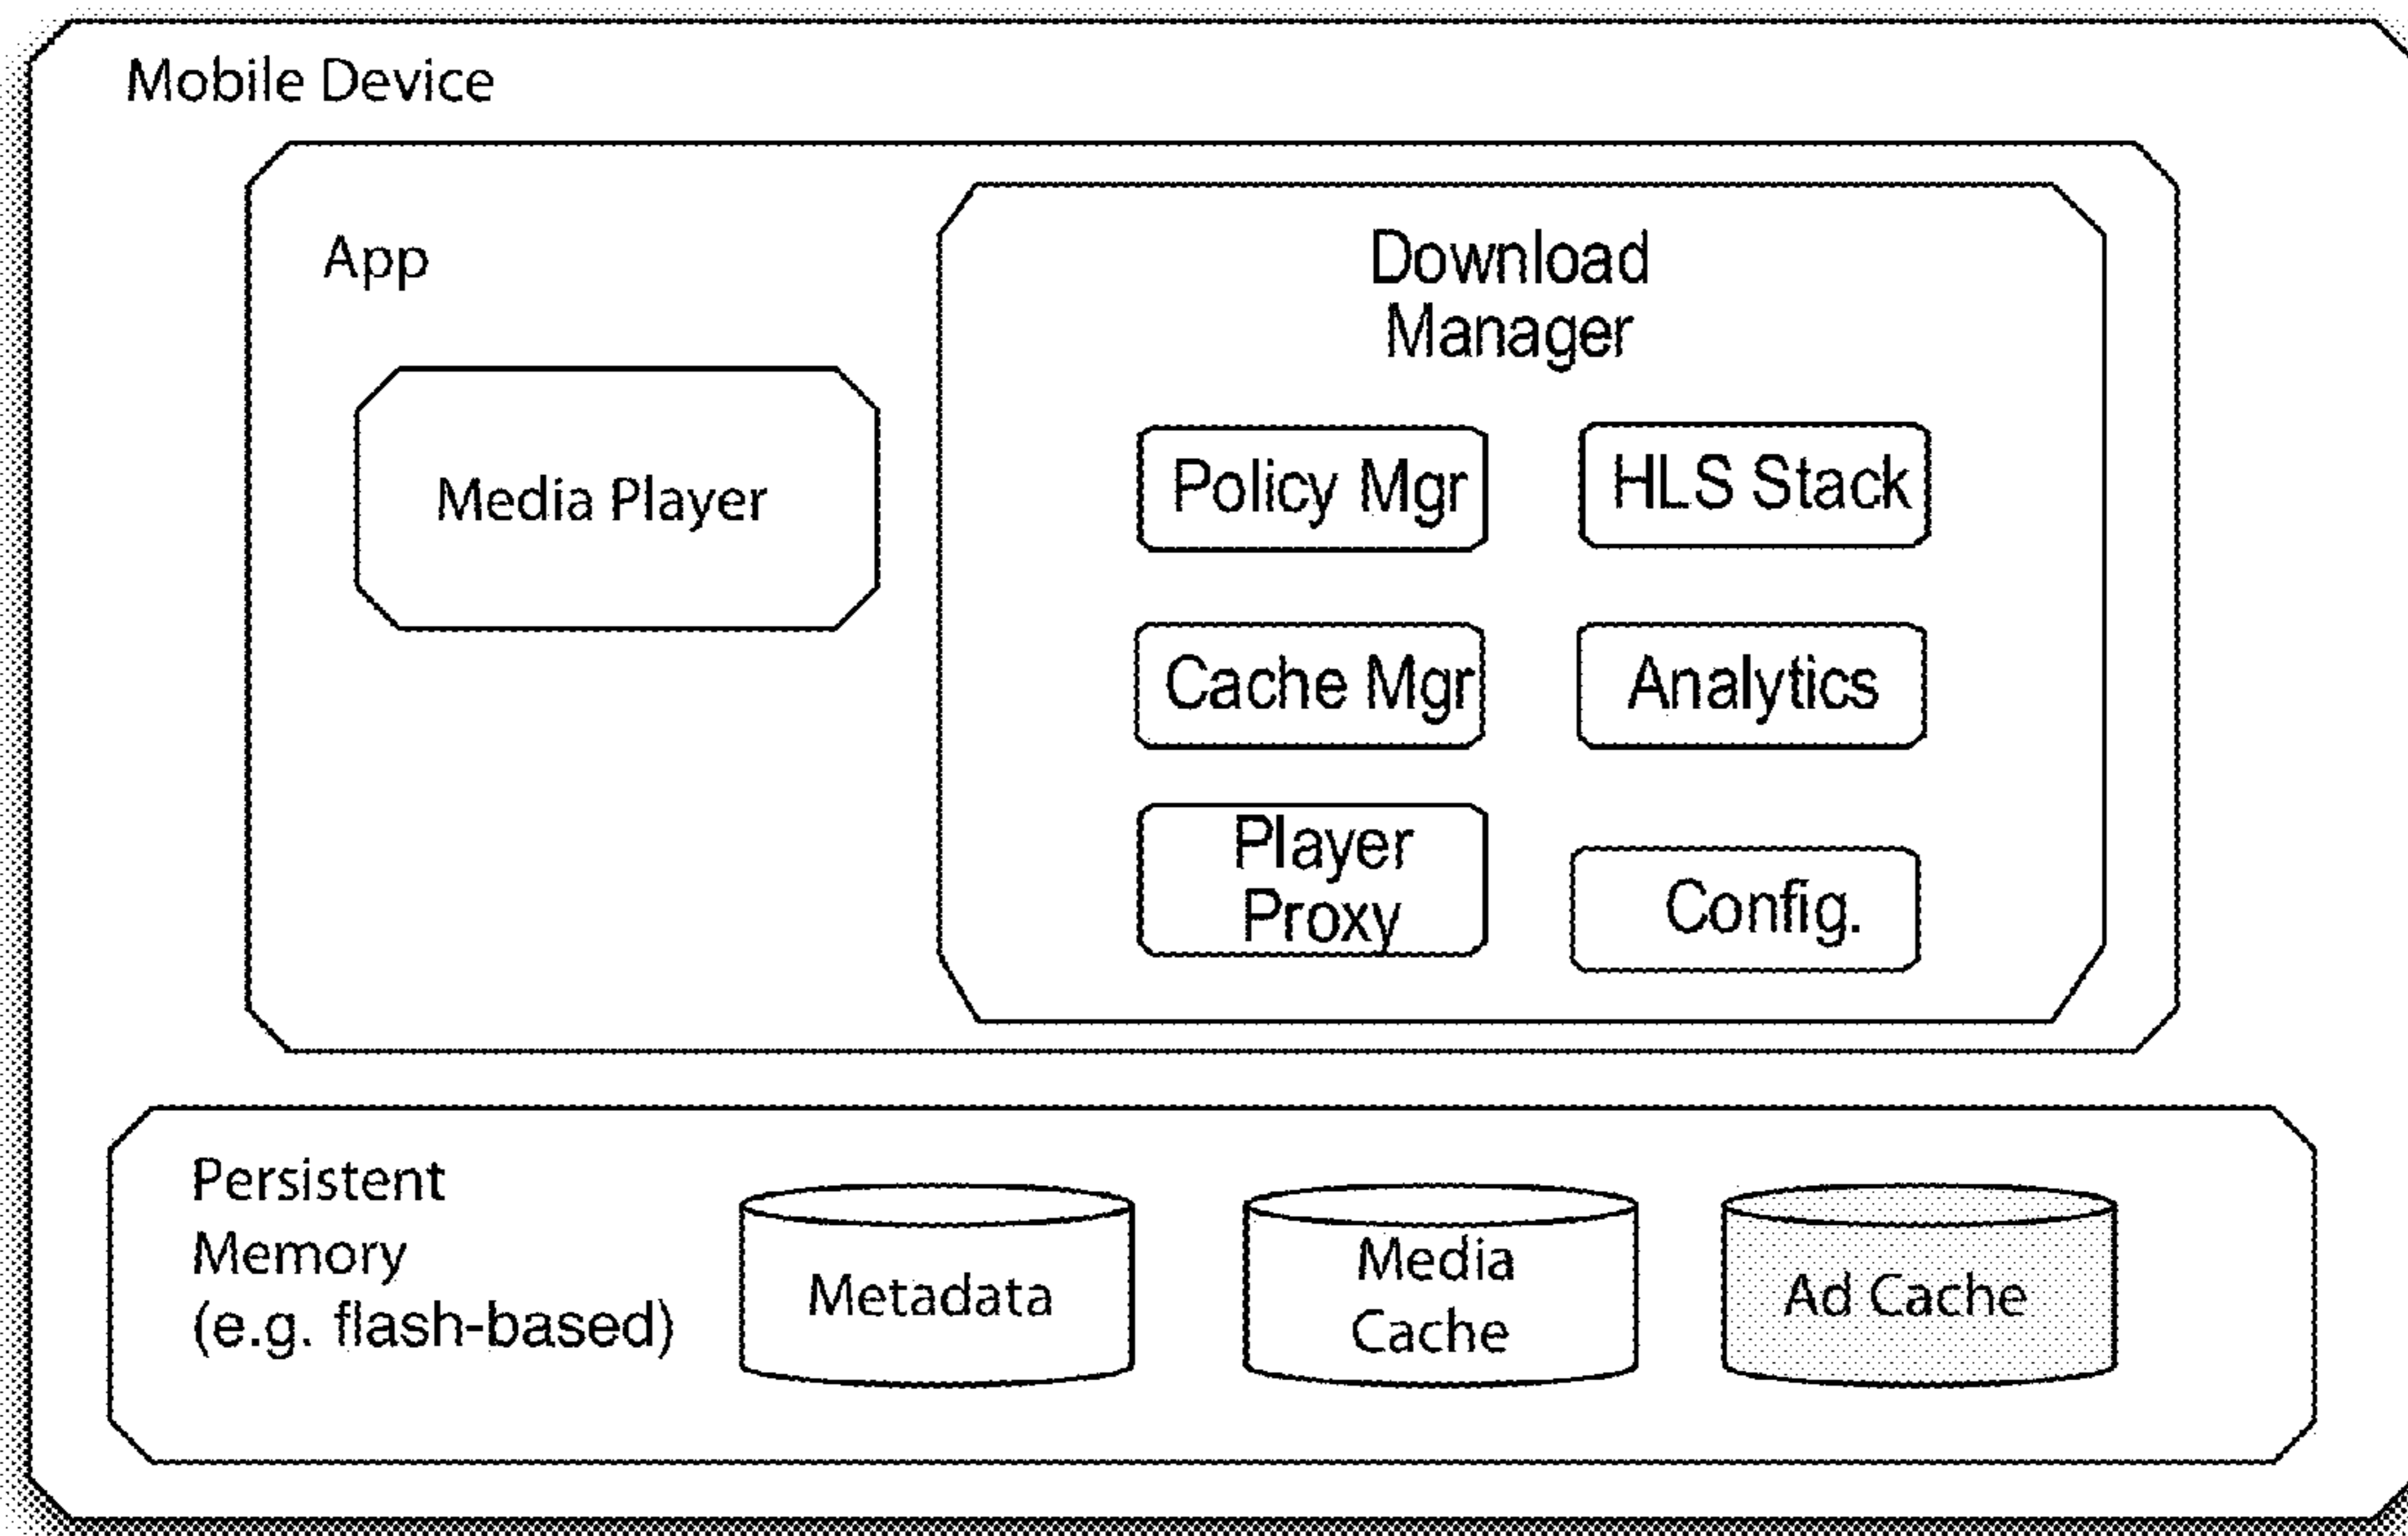 Mobile Device
App
Media Player
Download
Manager
Policy Mgr
HLS Stack
Cache Mgr
Analytics
Player
Proxy
Config.
Persistent
Memory
(e.g. flash-based)
Metadata
Media
Cache
Ad Cache